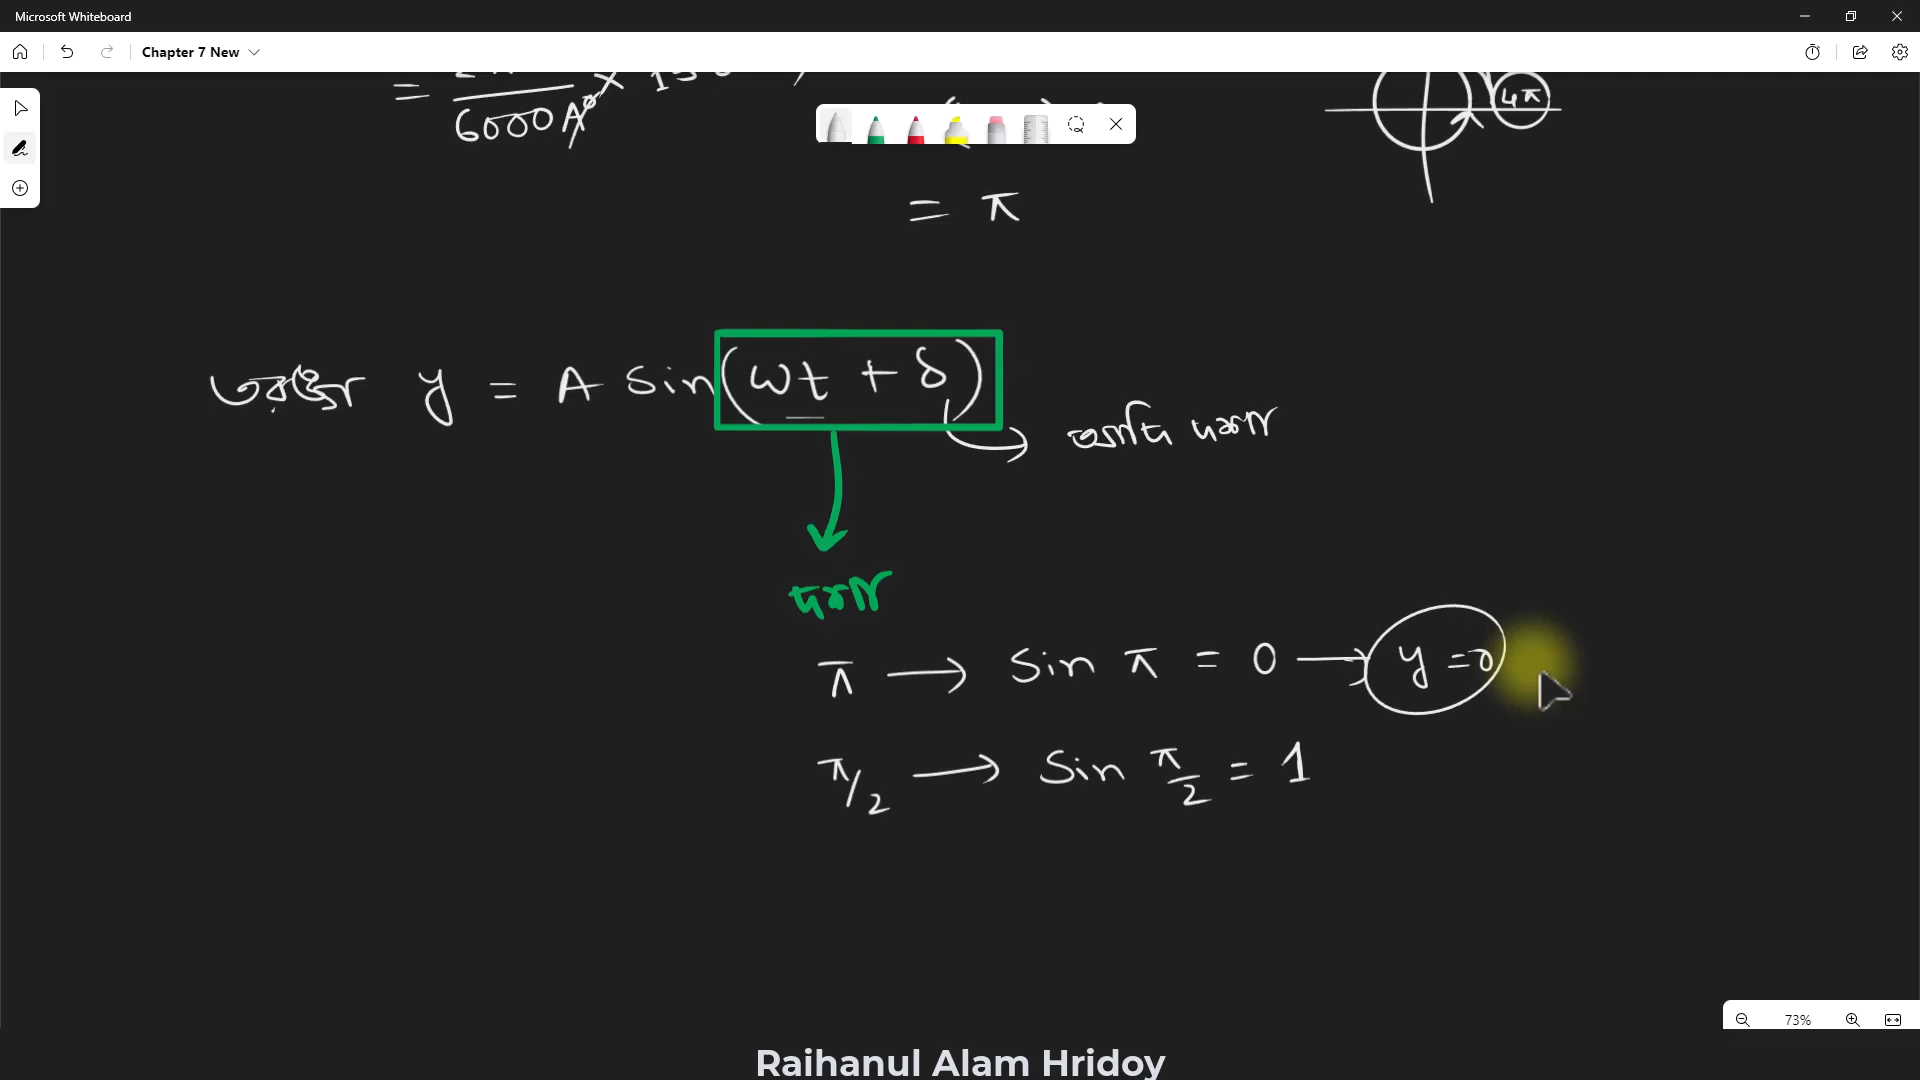 Microsoft Whiteboard
Chapter 7 New
= 6000A° × 
4π
= π
তরঙ্গের y = A Sin(ωt + δ)
আদি দশা
দশা
π → Sin π = 0 → y = 0
π/2 → Sin π/2 = 1
73%
Raihanul Alam Hridoy